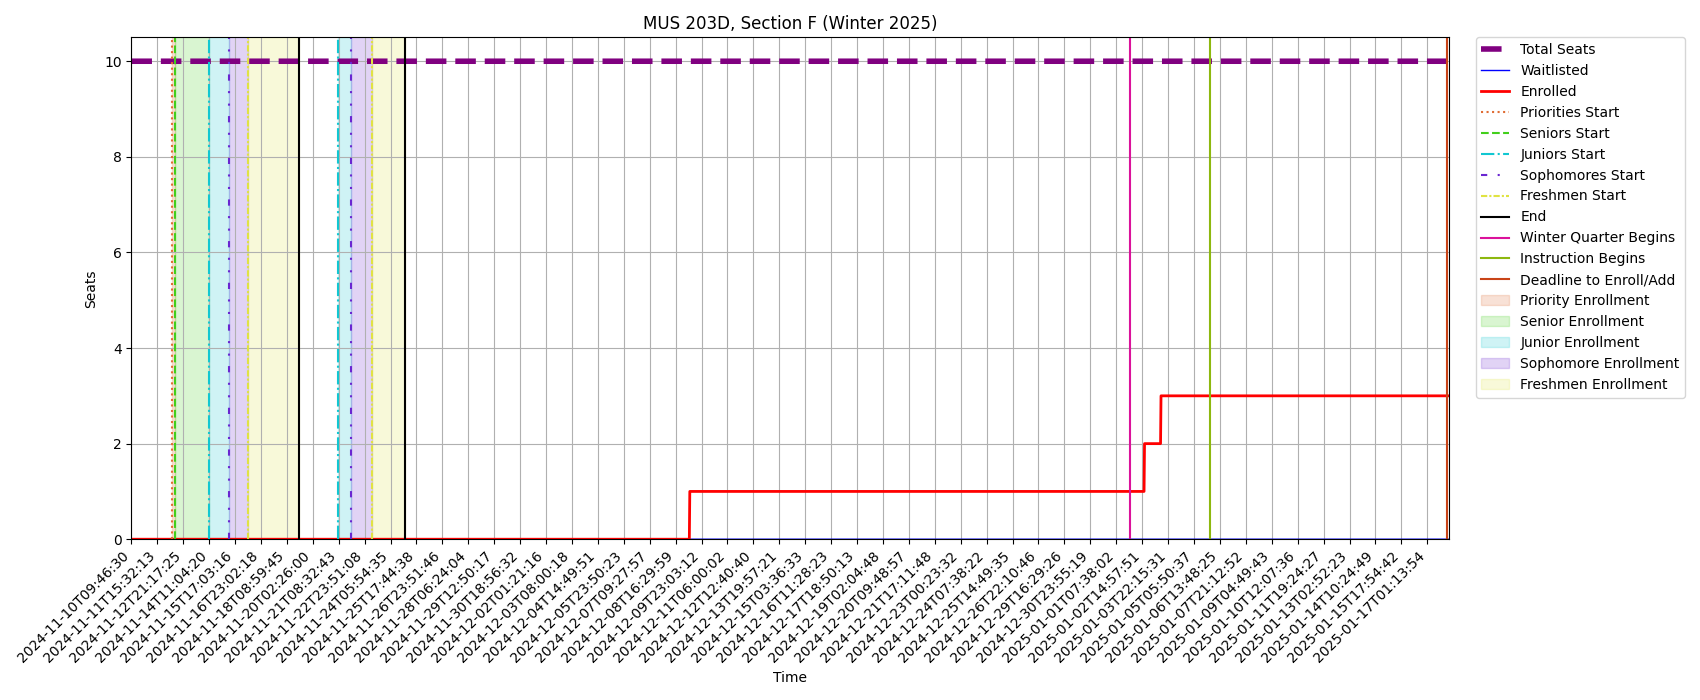 MUS 203D, Section F (Winter 2025)
Seats
10
8
6
4
2
0
2024-11-10T09:46:30
2024-11-11T15:32:13
2024-11-12T21:17:25
2024-11-14T11:04:20
2024-11-15T17:03:16
2024-11-16T23:02:18
2024-11-18T08:59:45
2024-11-20T02:26:00
2024-11-21T08:32:43
2024-11-22T23:51:08
2024-11-24T05:54:35
2024-11-25T17:44:38
2024-11-26T23:51:46
2024-11-28T06:24:04
2024-11-29T12:50:17
2024-11-30T18:56:32
2024-12-02T01:21:16
2024-12-03T08:00:18
2024-12-04T14:49:51
2024-12-05T23:50:23
2024-12-07T09:27:57
2024-12-08T16:29:59
2024-12-09T23:03:12
2024-12-11T06:00:02
2024-12-12T12:40:40
2024-12-13T19:57:21
2024-12-15T03:36:33
2024-12-16T11:28:23
2024-12-17T18:50:13
2024-12-19T02:04:48
2024-12-20T09:48:57
2024-12-21T17:11:48
2024-12-23T00:23:32
2024-12-24T07:38:22
2024-12-25T14:49:35
2024-12-26T22:10:46
2024-12-29T16:29:26
2024-12-30T23:55:19
2025-01-01T07:38:02
2025-01-02T14:57:51
2025-01-03T22:15:31
2025-01-05T05:50:37
2025-01-06T13:48:25
2025-01-07T21:12:52
2025-01-09T04:49:43
2025-01-10T12:07:36
2025-01-11T19:24:27
2025-01-13T02:52:23
2025-01-14T10:24:49
2025-01-15T17:54:42
2025-01-17T01:13:54
Time
Total Seats
Waitlisted
Enrolled
Priorities Start
Seniors Start
Juniors Start
Sophomores Start
Freshmen Start
End
Winter Quarter Begins
Instruction Begins
Deadline to Enroll/Add
Priority Enrollment
Senior Enrollment
Junior Enrollment
Sophomore Enrollment
Freshmen Enrollment